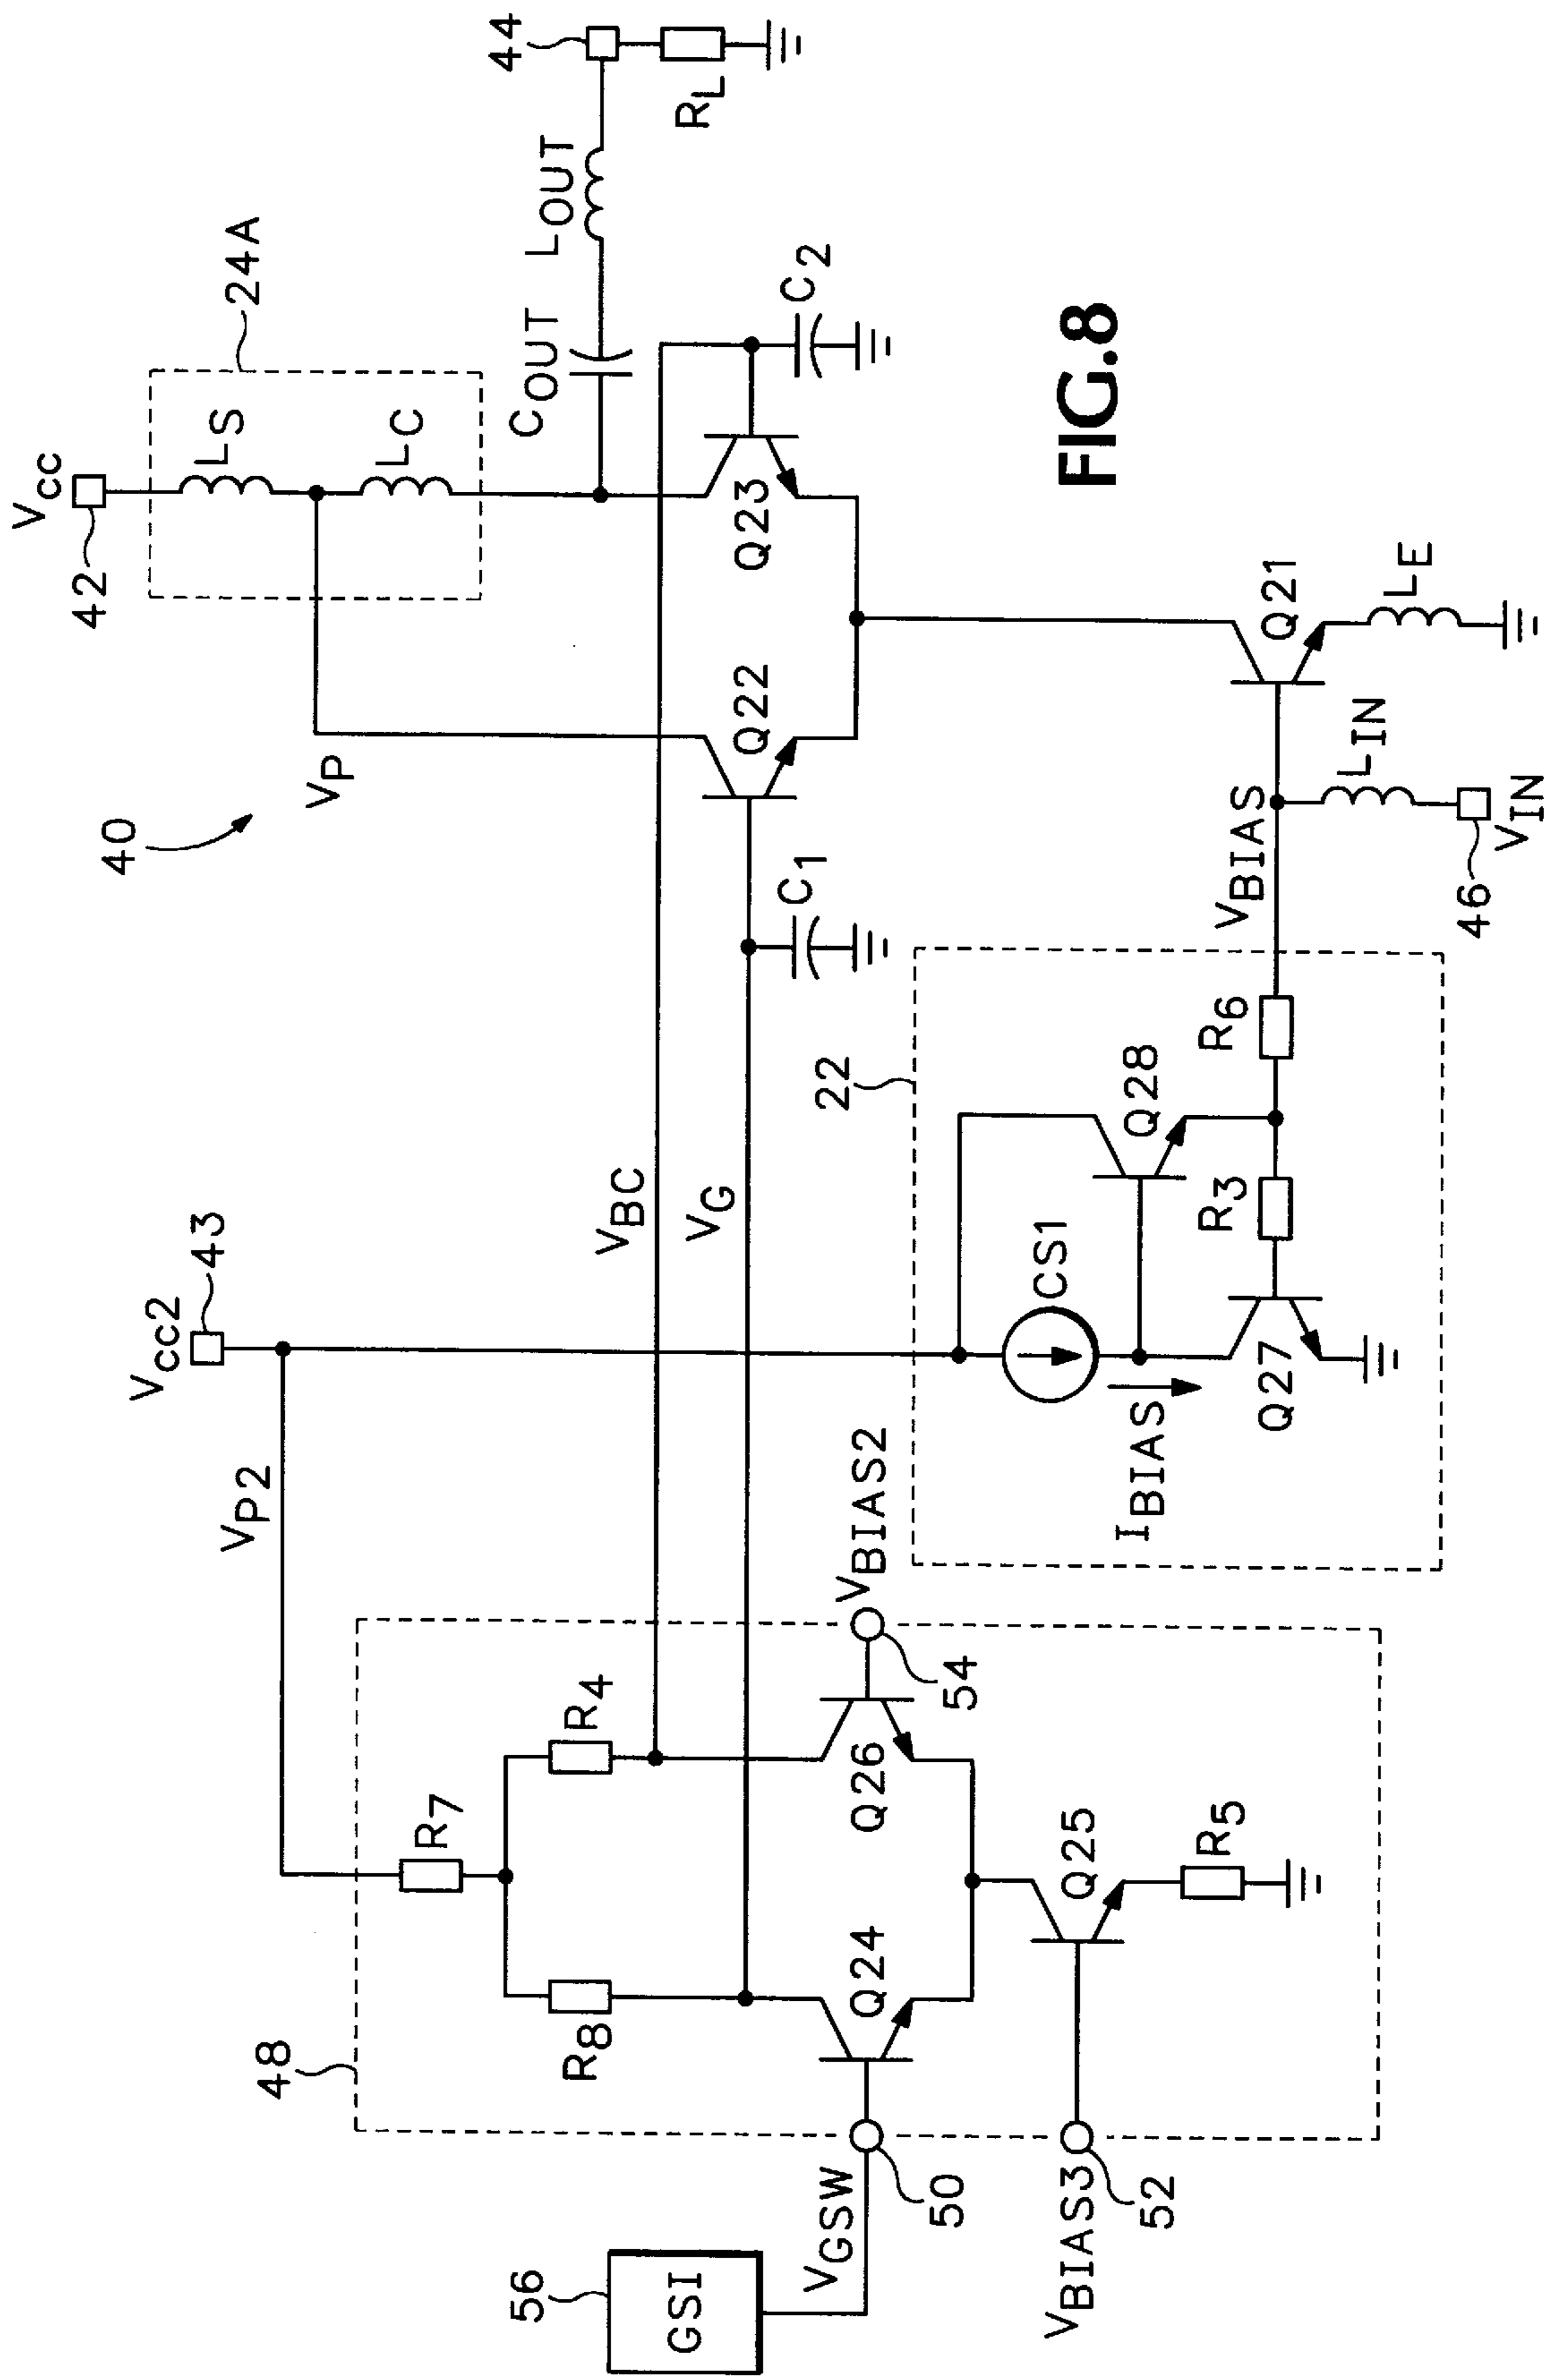 Vcc
42
24A
LS
LC
44
COUT
LOUT
RL
40
VP
Vcc2
43
VP2
VBC
VG
Q22
Q23
C1
C2
48
R7
R8
R4
Q24
Q26
Q25
R5
56
GSI
VGSW
50
VBIAS3
52
VBIAS2
54
22
CS1
IBIAS
Q27
Q28
R3
R6
VBIAS
Q21
LE
LIN
46
VIN
FIG.8